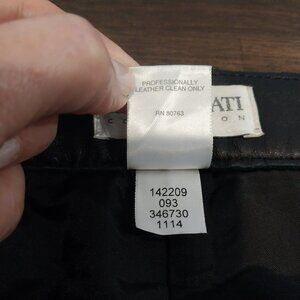 PROFESSIONALLY
LEATHER CLEAN ONLY
RN 80763
142209
093
346730
1114